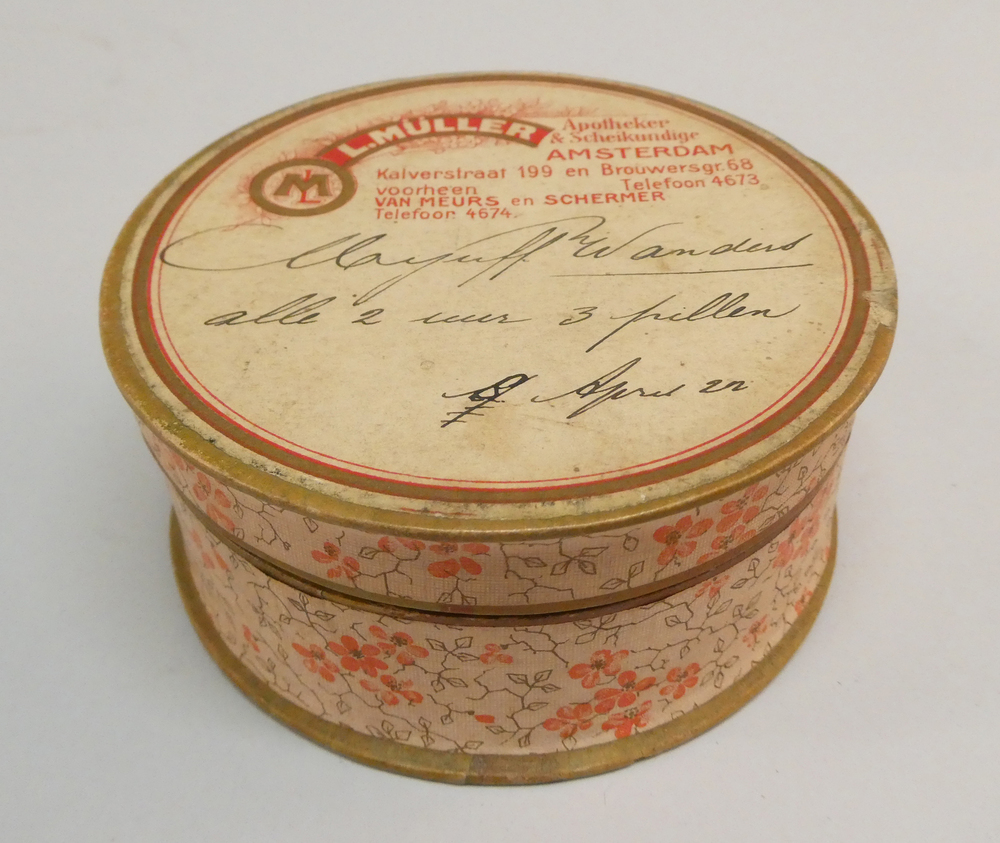 L. MÜLLER
Apotheker
& Scheikundige
AMSTERDAM
ML
Kalverstraat 199 en Brouwersgr. 68
voorheen Telefoon 4673
VAN MEURS en SCHERMER
Telefoon 4674.
Wanders
alle 2 uur 3 pillen
April 22